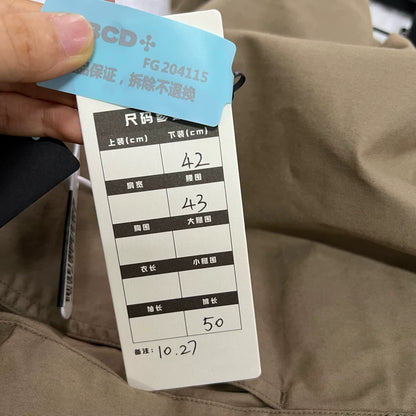 BCD
FG 204115
品保证，拆除不退换
尺码
上装(cm) 下装(cm)
42
肩宽 腰围
43
胸围 大腿围
衣长 小腿围
袖长 裤长
50
备注: 10.27